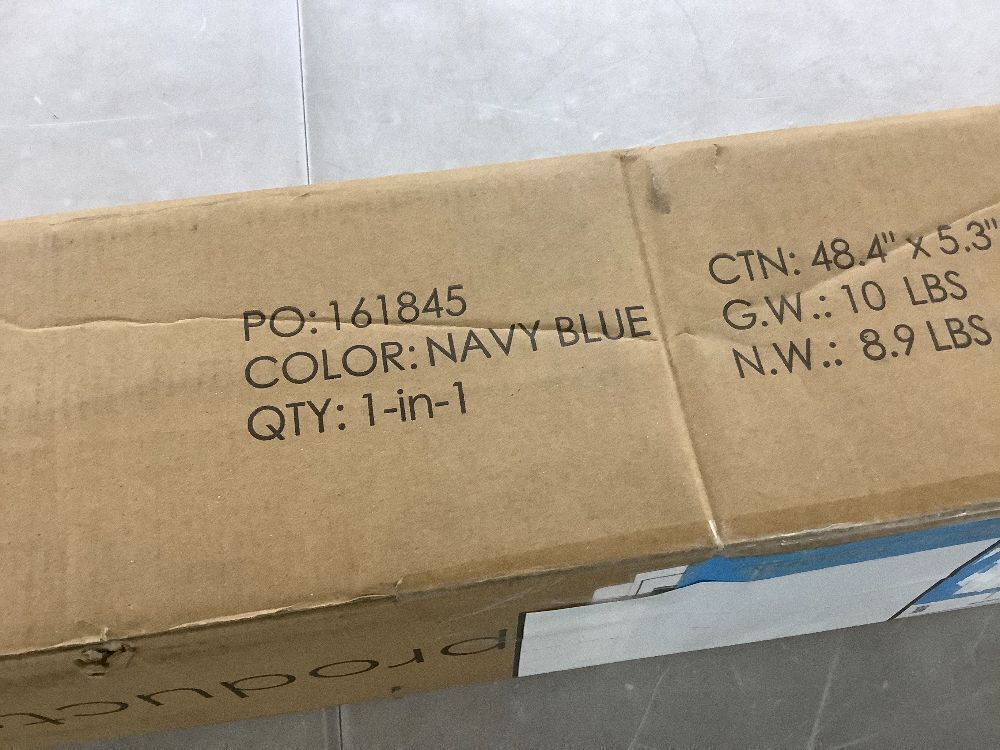 PO: 161845
COLOR: NAVY BLUE
QTY: 1-in-1
CTN: 48.4" x 5.3"
G.W.: 10 LBS
N.W.: 8.9 LBS
product